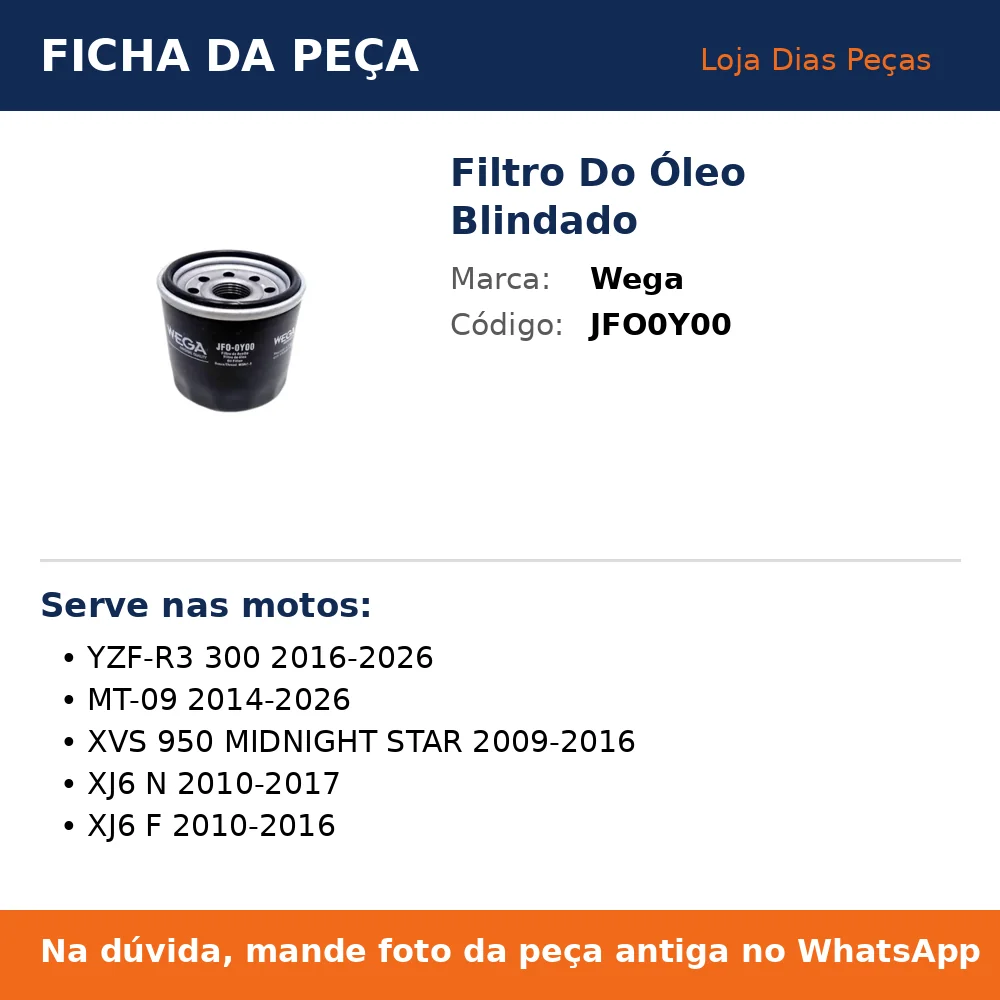 FICHA DA PEÇA
Loja Dias Peças
Filtro Do Óleo
Blindado
Marca: Wega
Código: JFO0Y00
WEGA
JFO-0Y00
WEGA
Serve nas motos:
• YZF-R3 300 2016-2026
• MT-09 2014-2026
• XVS 950 MIDNIGHT STAR 2009-2016
• XJ6 N 2010-2017
• XJ6 F 2010-2016
Na dúvida, mande foto da peça antiga no WhatsApp